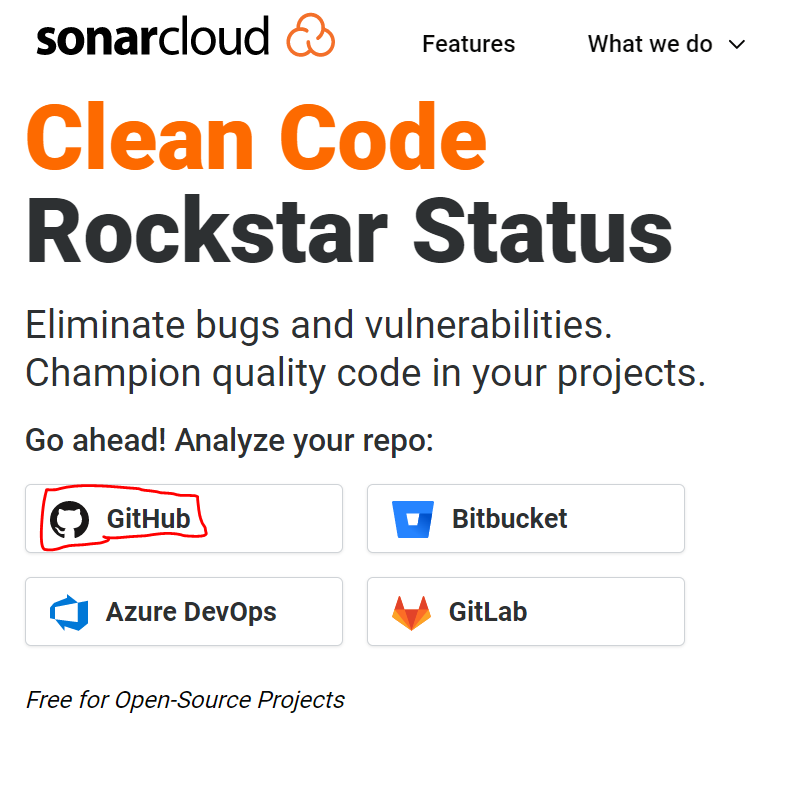 sonarcloud
Features What we do
Clean Code
Rockstar Status
Eliminate bugs and vulnerabilities.
Champion quality code in your projects.
Go ahead! Analyze your repo:
GitHub Bitbucket
Azure DevOps GitLab
Free for Open-Source Projects